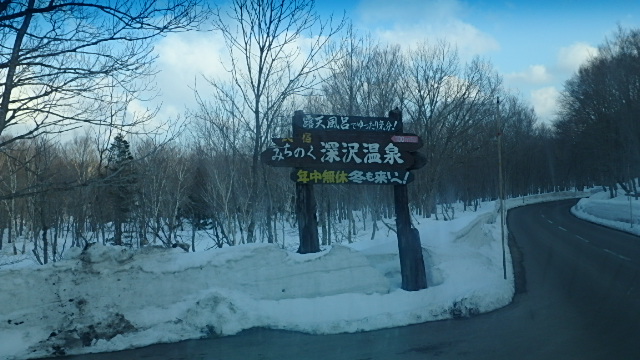 露天風呂でゆったり気分!
宿
みちのく 深沢温泉
年中無休 冬も来い!